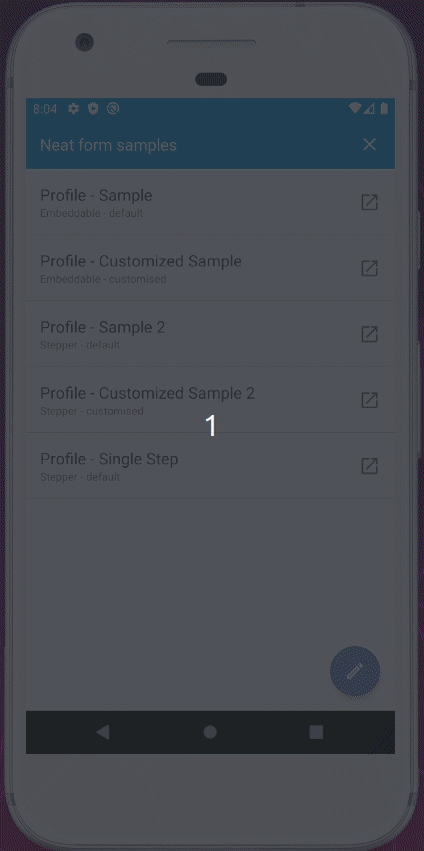 8:04
Neat form samples
Profile - Sample
Embeddable - default
Profile - Customized Sample
Embeddable - customised
Profile - Sample 2
Stepper - default
Profile - Customized Sample 2
Stepper - customised
1
Profile - Single Step
Stepper - default